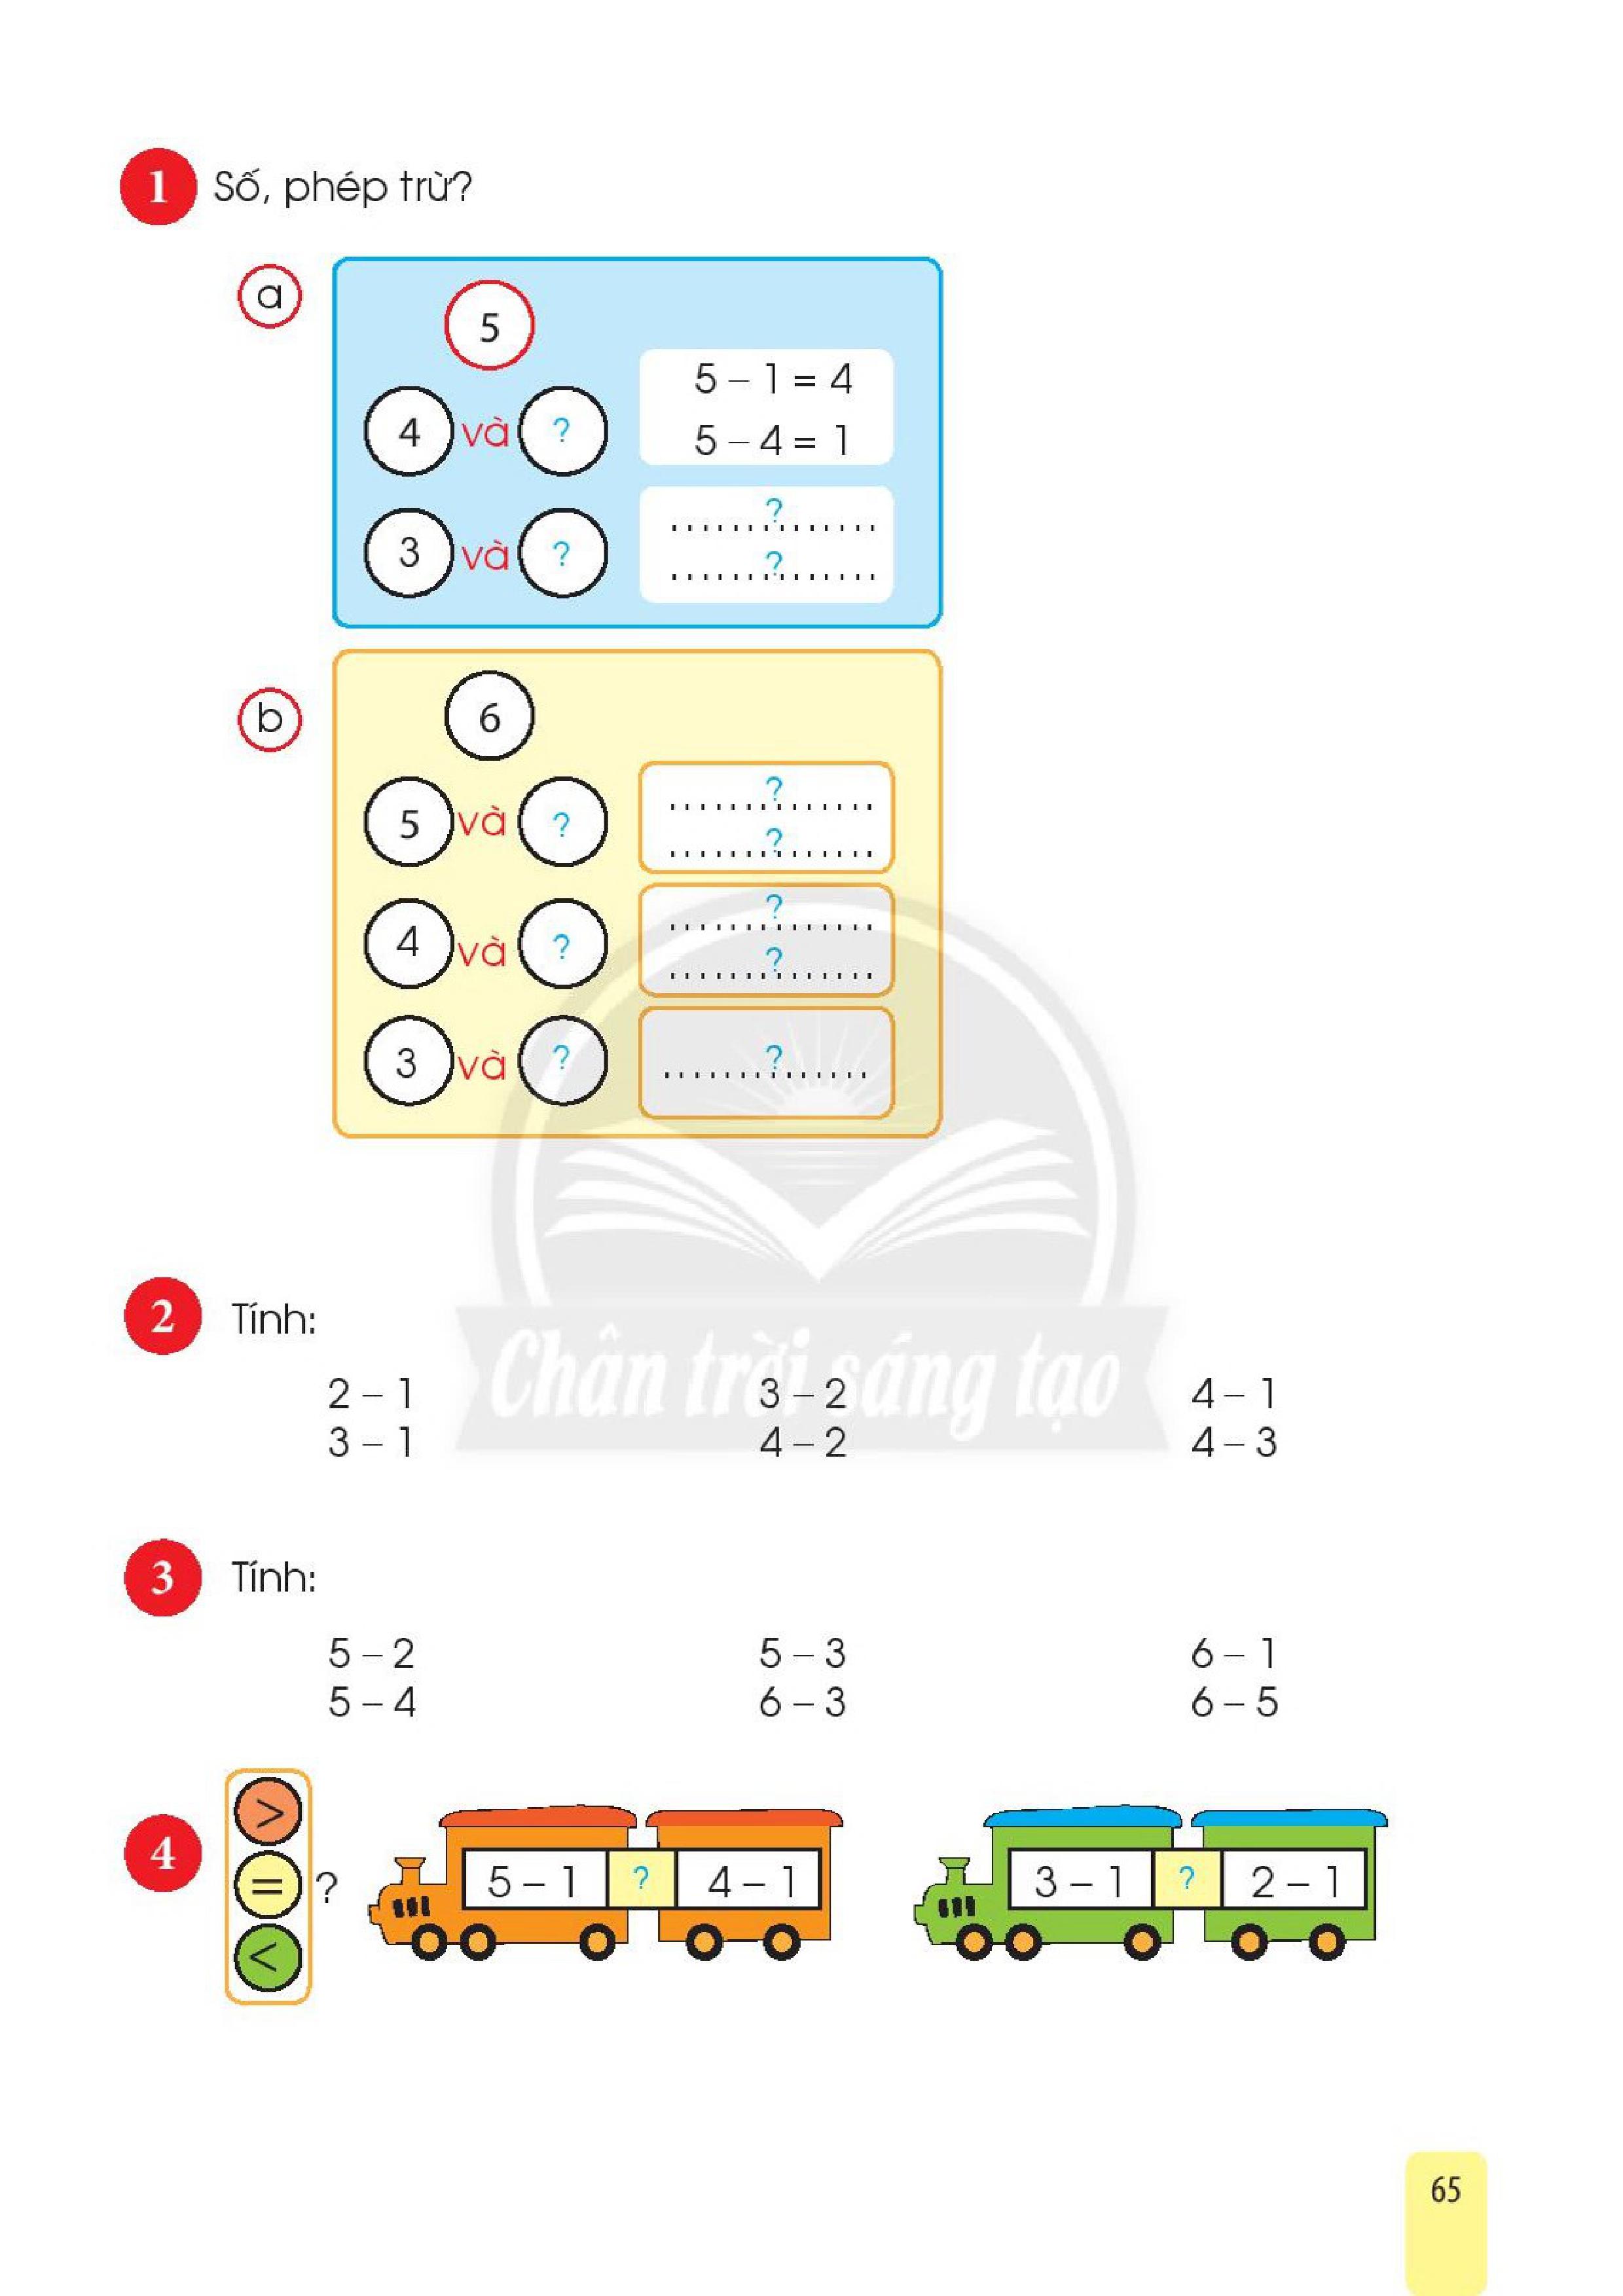 1 Số, phép trừ?
a
5
4 và ? 5 – 1 = 4
5 – 4 = 1
3 và ? ......?......
......?......
b
6
5 và ? ......?......
......?......
4 và ? ......?......
......?......
3 và ? ......?......
Chân trời sáng tạo
2 Tính:
2 – 1 3 – 2 4 – 1
3 – 1 4 – 2 4 – 3
3 Tính:
5 – 2 5 – 3 6 – 1
5 – 4 6 – 3 6 – 5
4
>
=
<
?
5 – 1 ? 4 – 1
3 – 1 ? 2 – 1
65